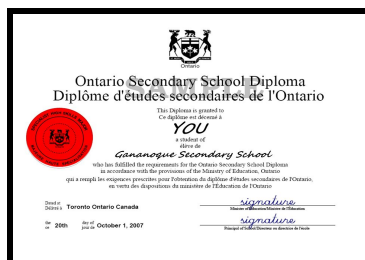 Ontario
SAMPLE
Ontario Secondary School Diploma
Diplôme d'études secondaires de l'Ontario
This Diploma is granted to
Ce diplôme est décerné à
YOU
a student of
élève de
Gananoque Secondary School
who has fulfilled the requirements for the Ontario Secondary School Diploma
in accordance with the provisions of the Ministry of Education, Ontario
qui a rempli les exigences prescrites pour l'obtention du diplôme d'études secondaires de l'Ontario,
en vertu des dispositions du ministère de l'Éducation de l'Ontario
Dated at
Délivré à Toronto Ontario Canada
signature
Minister of Education/Ministre de l'Éducation
the 20th day of October 1, 2007
ce jour de
signature
Principal of School/Directeur ou directrice de l'école